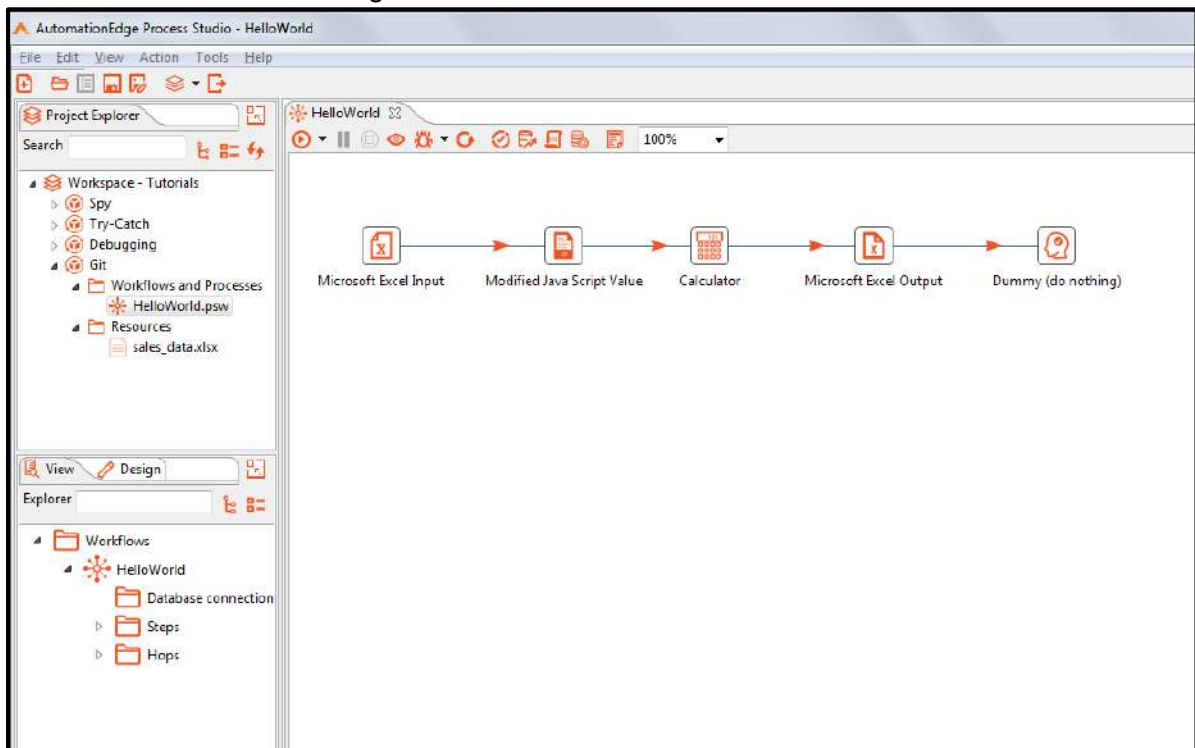 AutomationEdge Process Studio - HelloWorld
File Edit View Action Tools Help
Project Explorer
Search
Workspace - Tutorials
Spy
Try-Catch
Debugging
Git
Workflows and Processes
HelloWorld.psw
Resources
sales_data.xlsx
View Design
Explorer
Workflows
HelloWorld
Database connection
Steps
Hops
HelloWorld
100%
Microsoft Excel Input Modified Java Script Value Calculator Microsoft Excel Output Dummy (do nothing)